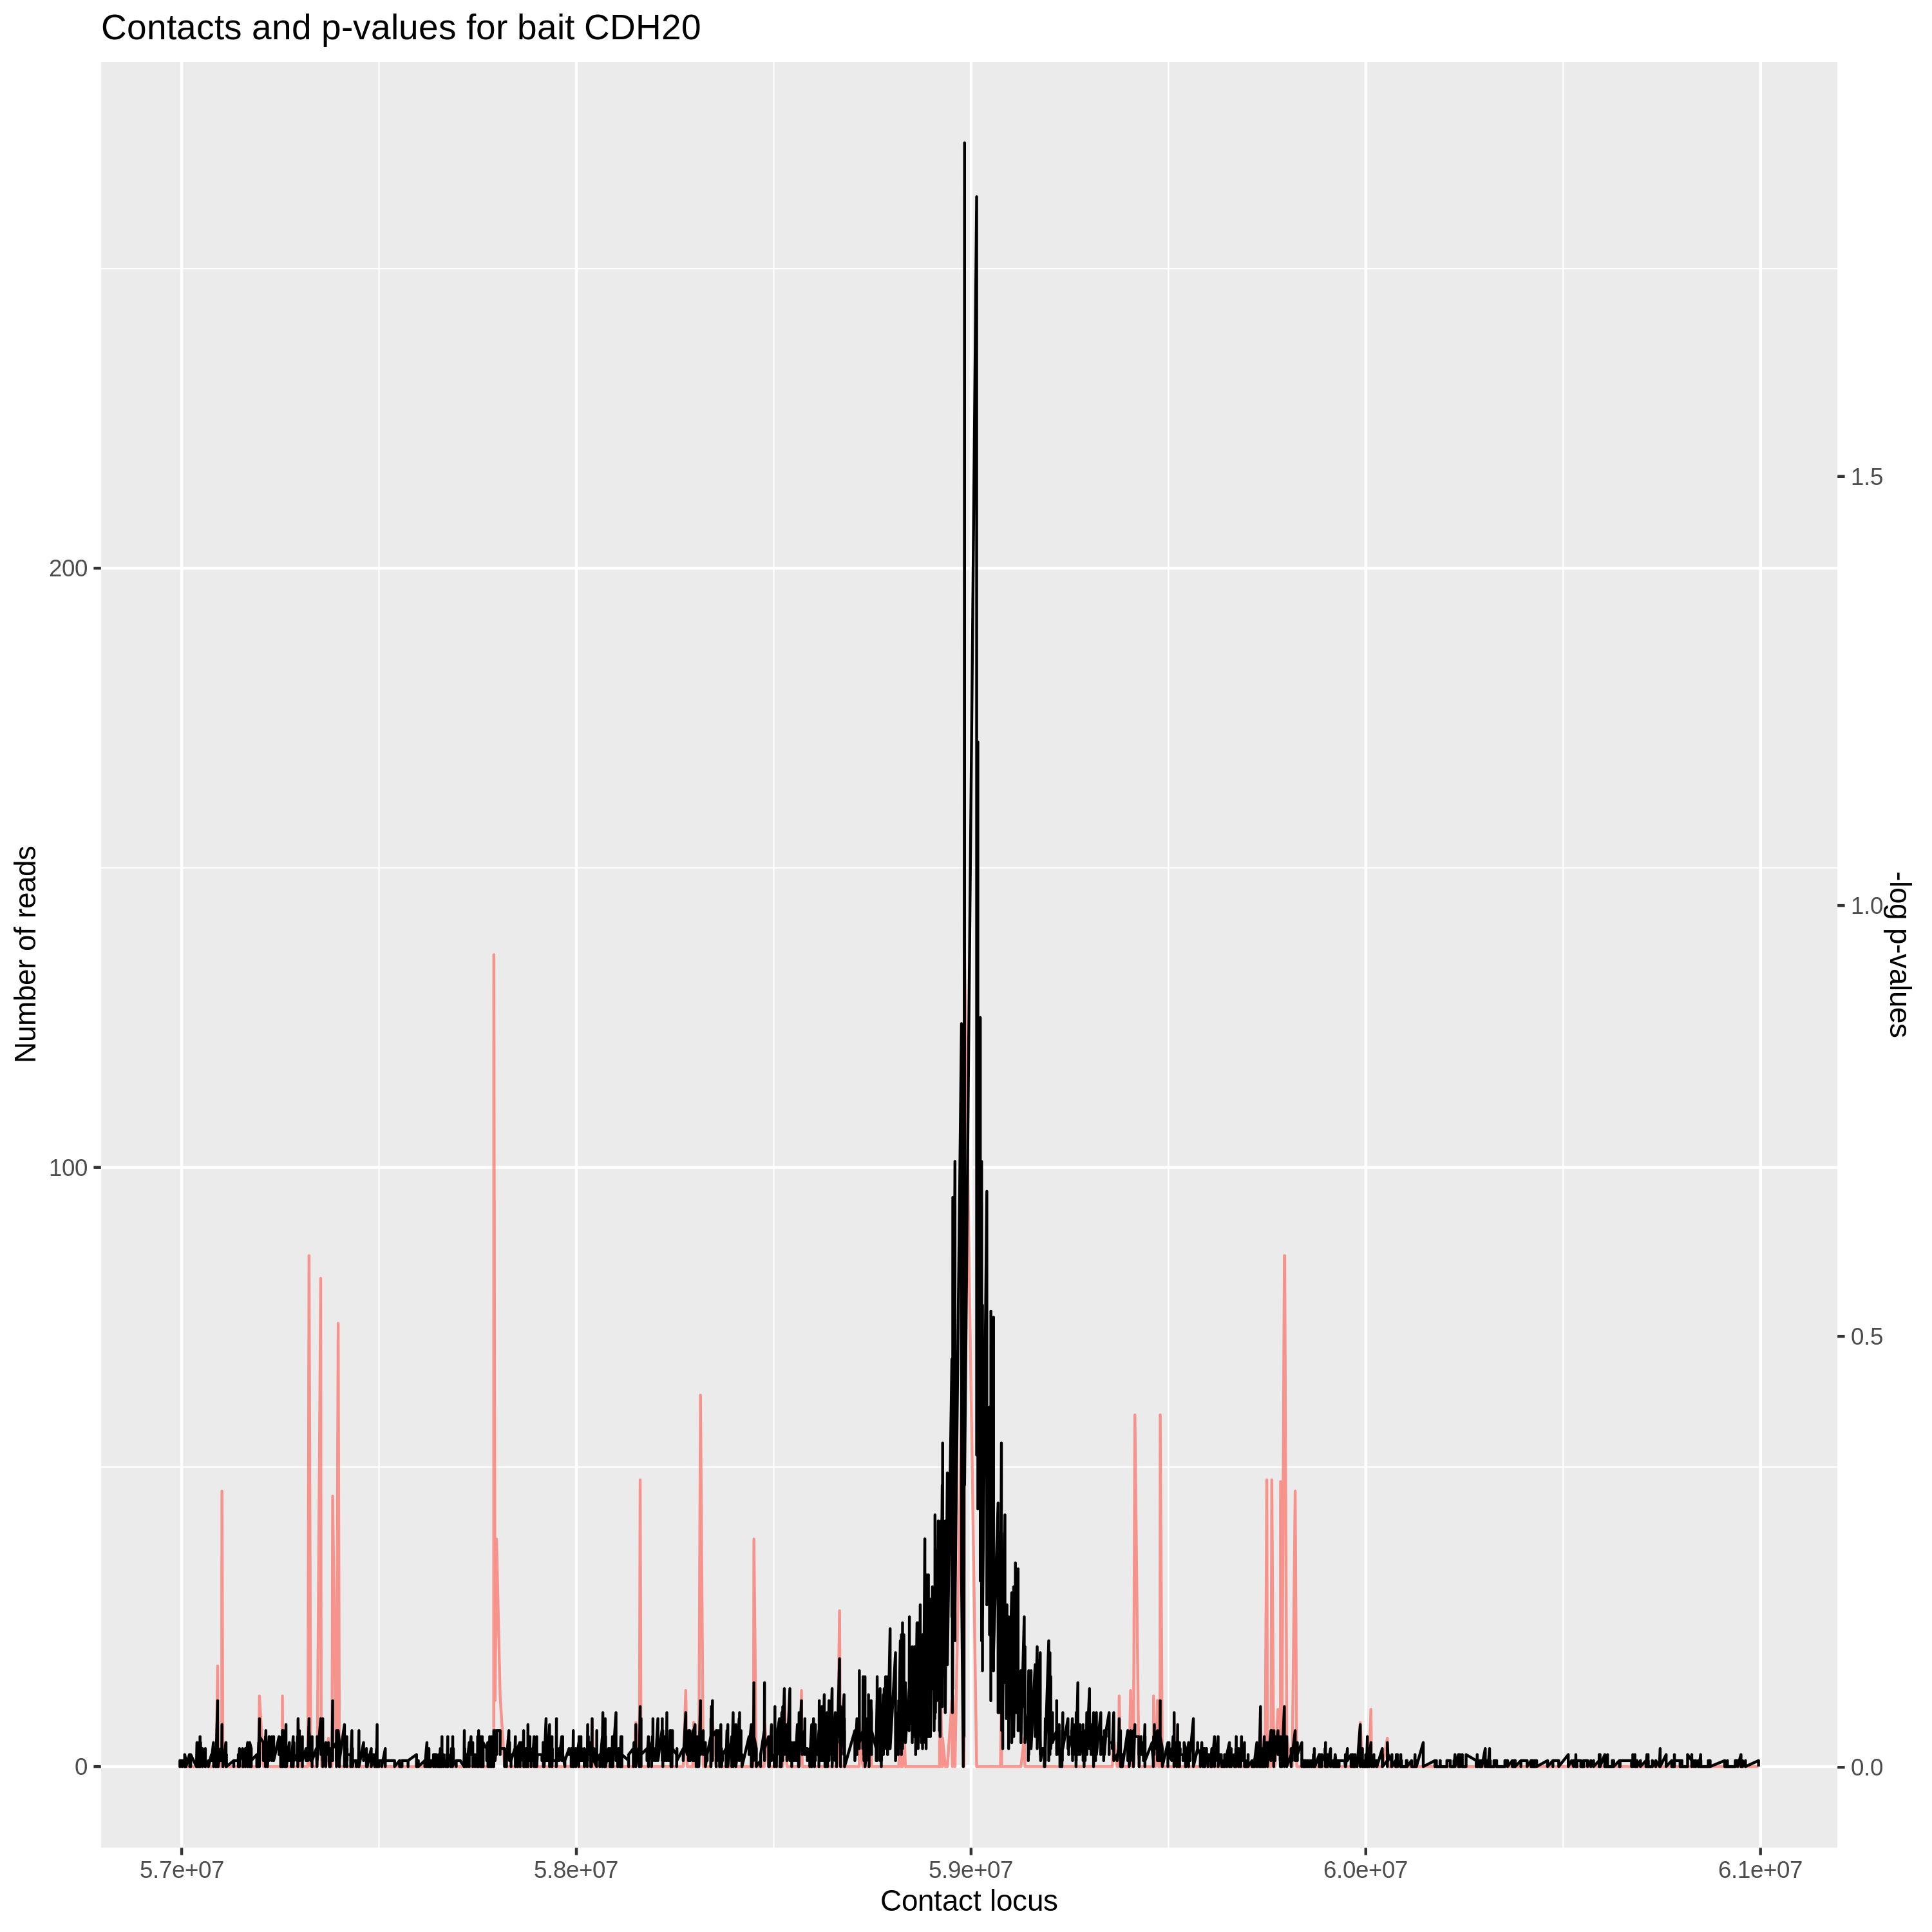 Contacts and p-values for bait CDH20
Number of reads
200
100
0
1.5
1.0
0.5
0.0
-log p-values
5.7e+07 5.8e+07 5.9e+07 6.0e+07 6.1e+07
Contact locus